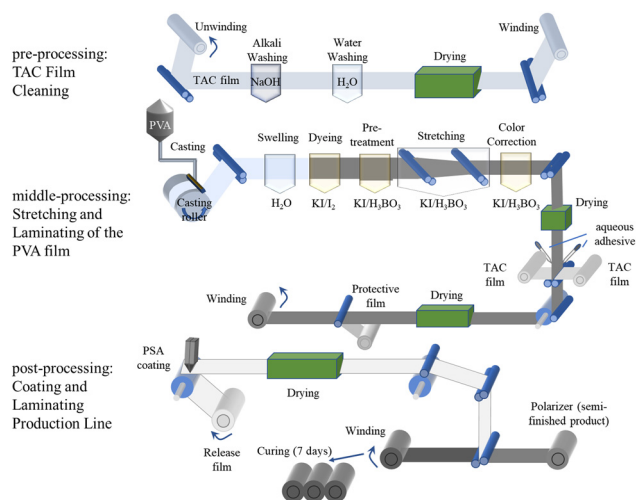 pre-processing:
TAC Film
Cleaning
Unwinding
TAC film
Alkali
Washing
NaOH
Water
Washing
H₂O
Drying
Winding
middle-processing:
Stretching and
Laminating of the
PVA film
PVA
Casting
Casting
roller
Swelling
H₂O
Dyeing
KI/I₂
Pre-
treatment
KI/H₃BO₃
Stretching
KI/H₃BO₃
Color
Correction
KI/H₃BO₃
Drying
aqueous
adhesive
TAC
film
TAC
film
Winding
Protective
film
Drying
post-processing:
Coating and
Laminating
Production Line
PSA
coating
Drying
Release
film
Curing (7 days)
Winding
Polarizer (semi-
finished product)